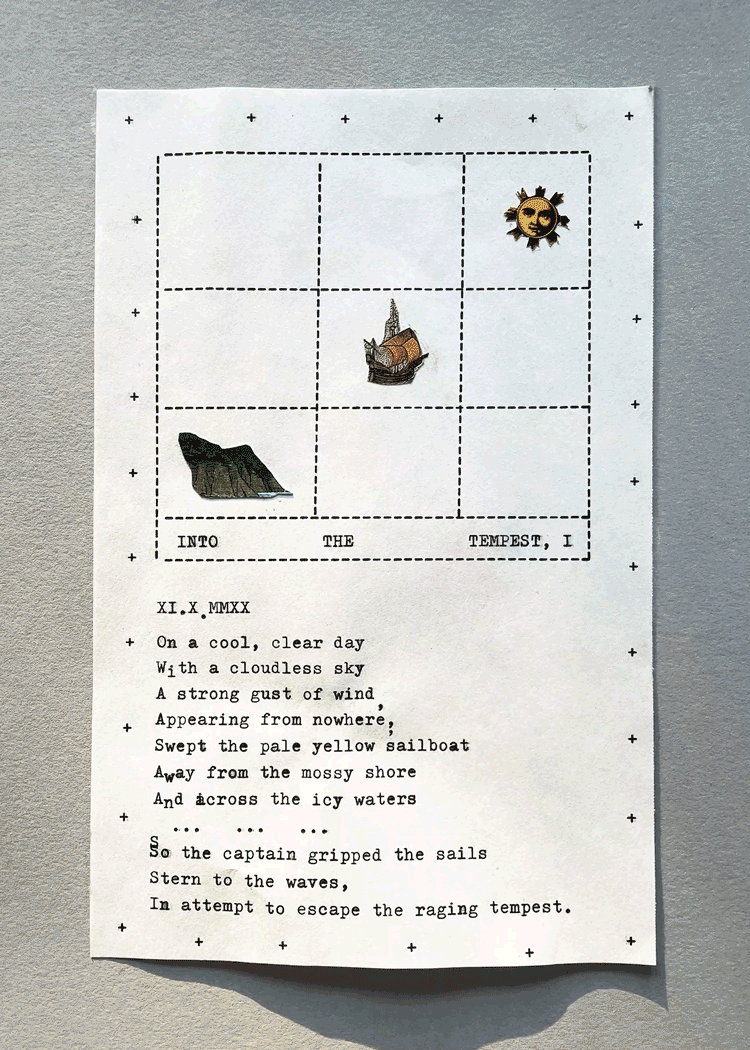 INTO THE TEMPEST, I
XI.X.MMXX
On a cool, clear day
With a cloudless sky
A strong gust of wind,
Appearing from nowhere,
Swept the pale yellow sailboat
Away from the mossy shore
And across the icy waters
... ... ...
So the captain gripped the sails
Stern to the waves,
In attempt to escape the raging tempest.